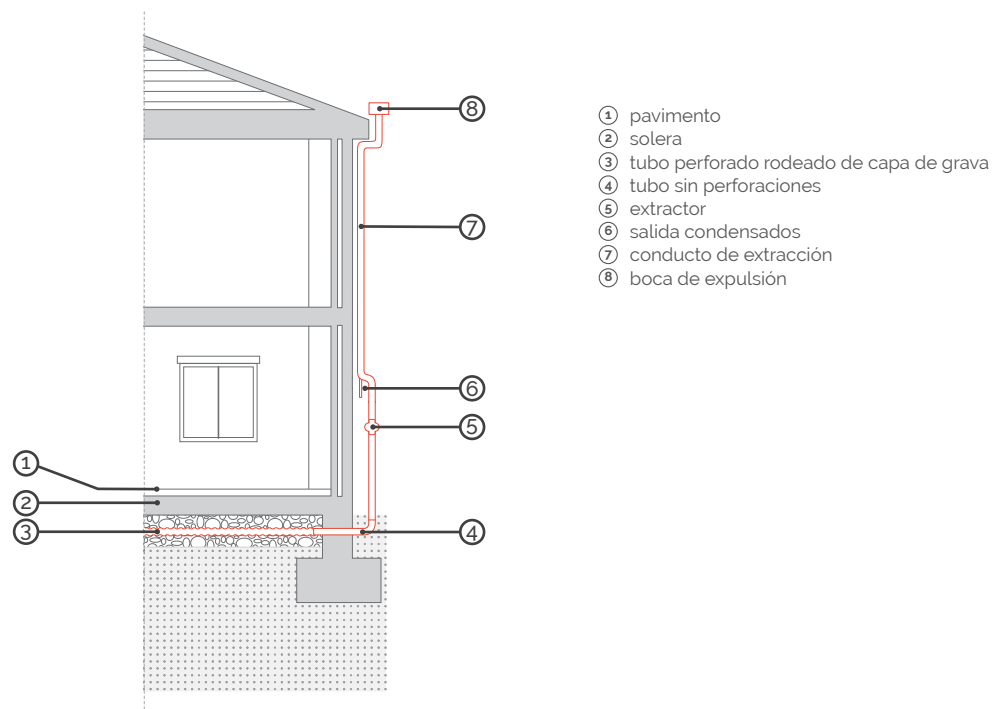 8
7
6
5
1
2
3
4
1 pavimento
2 solera
3 tubo perforado rodeado de capa de grava
4 tubo sin perforaciones
5 extractor
6 salida condensados
7 conducto de extracción
8 boca de expulsión